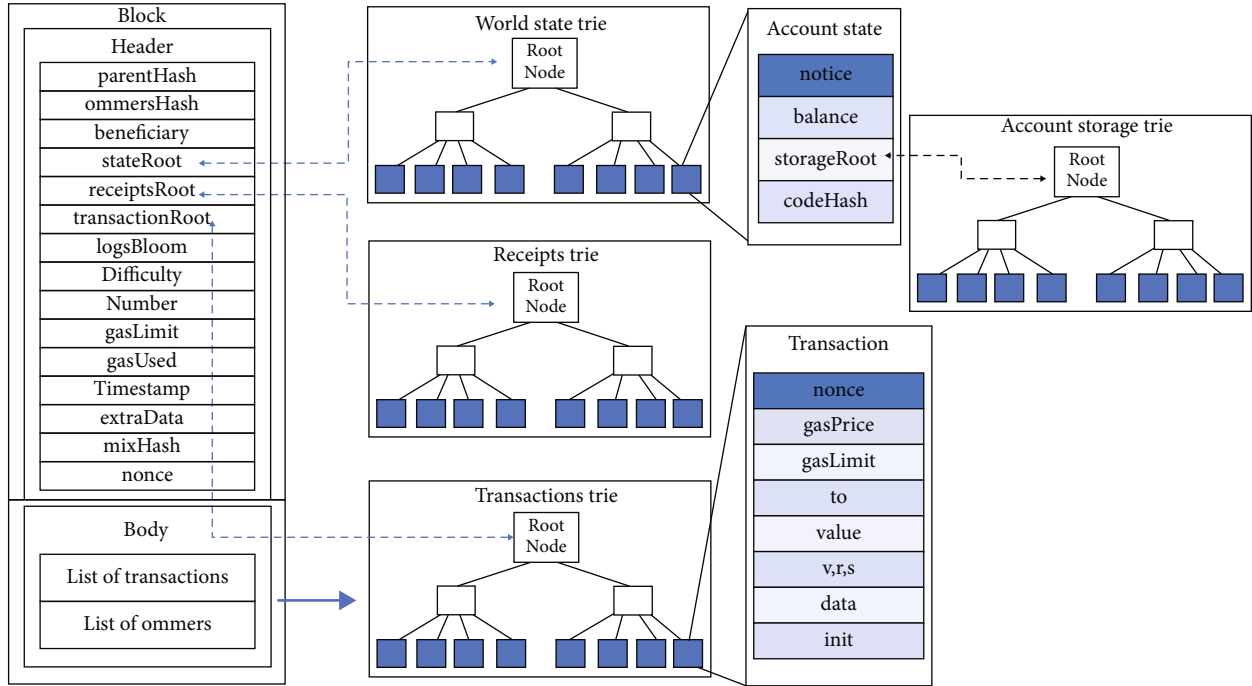 Block
Header
parentHash
ommersHash
beneficiary
stateRoot
receiptsRoot
transactionRoot
logsBloom
Difficulty
Number
gasLimit
gasUsed
Timestamp
extraData
mixHash
nonce
Body
List of transactions
List of ommers
World state trie
Root
Node
Receipts trie
Root
Node
Transactions trie
Root
Node
Account state
notice
balance
storageRoot
codeHash
Account storage trie
Root
Node
Transaction
nonce
gasPrice
gasLimit
to
value
v,r,s
data
init